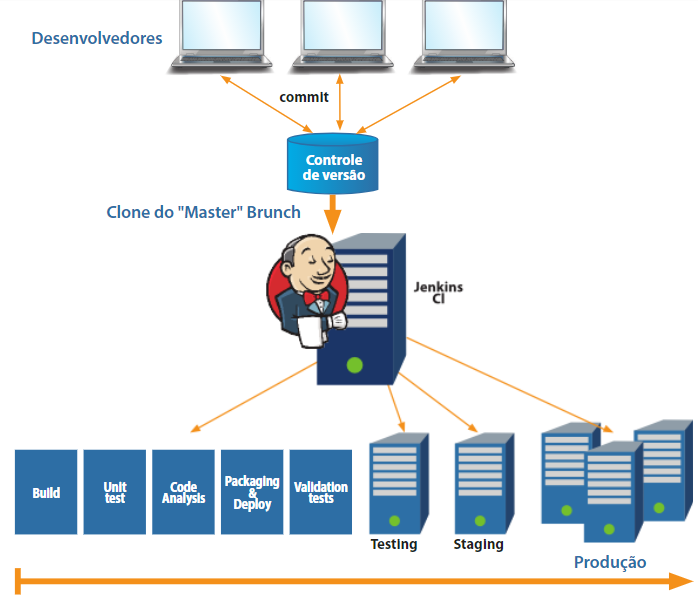 Desenvolvedores
commit
Controle
de versão
Clone do "Master" Brunch
Jenkins
CI
Build
Unit
test
Code
Analysis
Packaging
&
Deploy
Validation
tests
Testing
Staging
Produção